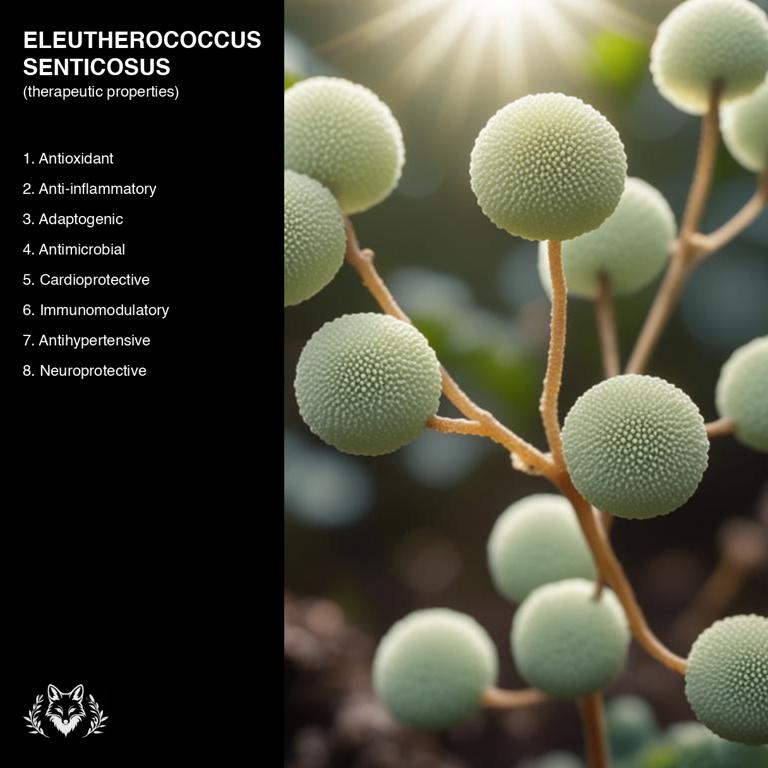 ELEUTHEROCOCCUS
SENTICOSUS
(therapeutic properties)
1. Antioxidant
2. Anti-inflammatory
3. Adaptogenic
4. Antimicrobial
5. Cardioprotective
6. Immunomodulatory
7. Antihypertensive
8. Neuroprotective